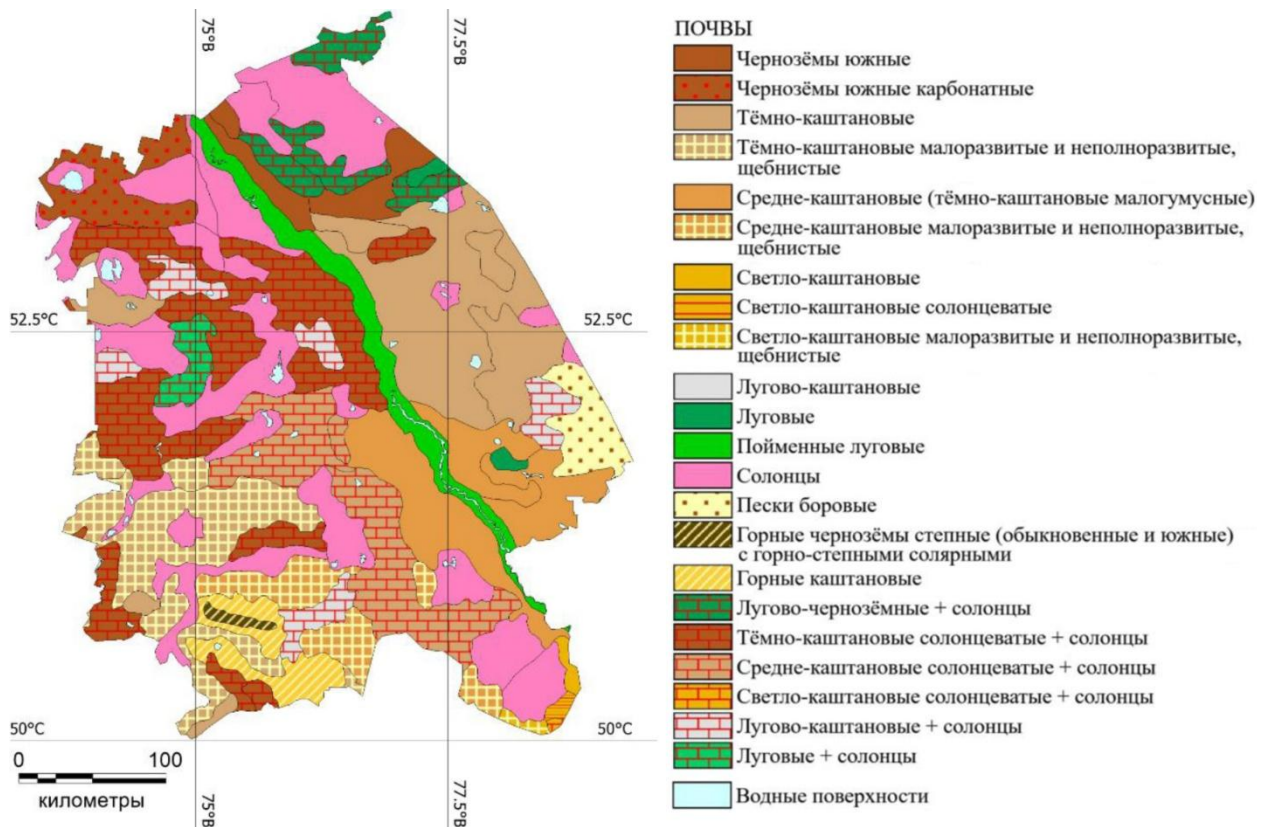 75°В
77.5°В
52.5°С
52.5°С
50°С
50°С
0 100
километры
75°В
77.5°В
ПОЧВЫ
Чернозёмы южные
Чернозёмы южные карбонатные
Тёмно-каштановые
Тёмно-каштановые малоразвитые и неполноразвитые,
щебнистые
Средне-каштановые (тёмно-каштановые малогумусные)
Средне-каштановые малоразвитые и неполноразвитые,
щебнистые
Светло-каштановые
Светло-каштановые солонцеватые
Светло-каштановые малоразвитые и неполноразвитые,
щебнистые
Лугово-каштановые
Луговые
Пойменные луговые
Солонцы
Пески боровые
Горные чернозёмы степные (обыкновенные и южные)
с горно-степными солярными
Горные каштановые
Лугово-чернозёмные + солонцы
Тёмно-каштановые солонцеватые + солонцы
Средне-каштановые солонцеватые + солонцы
Светло-каштановые солонцеватые + солонцы
Лугово-каштановые + солонцы
Луговые + солонцы
Водные поверхности